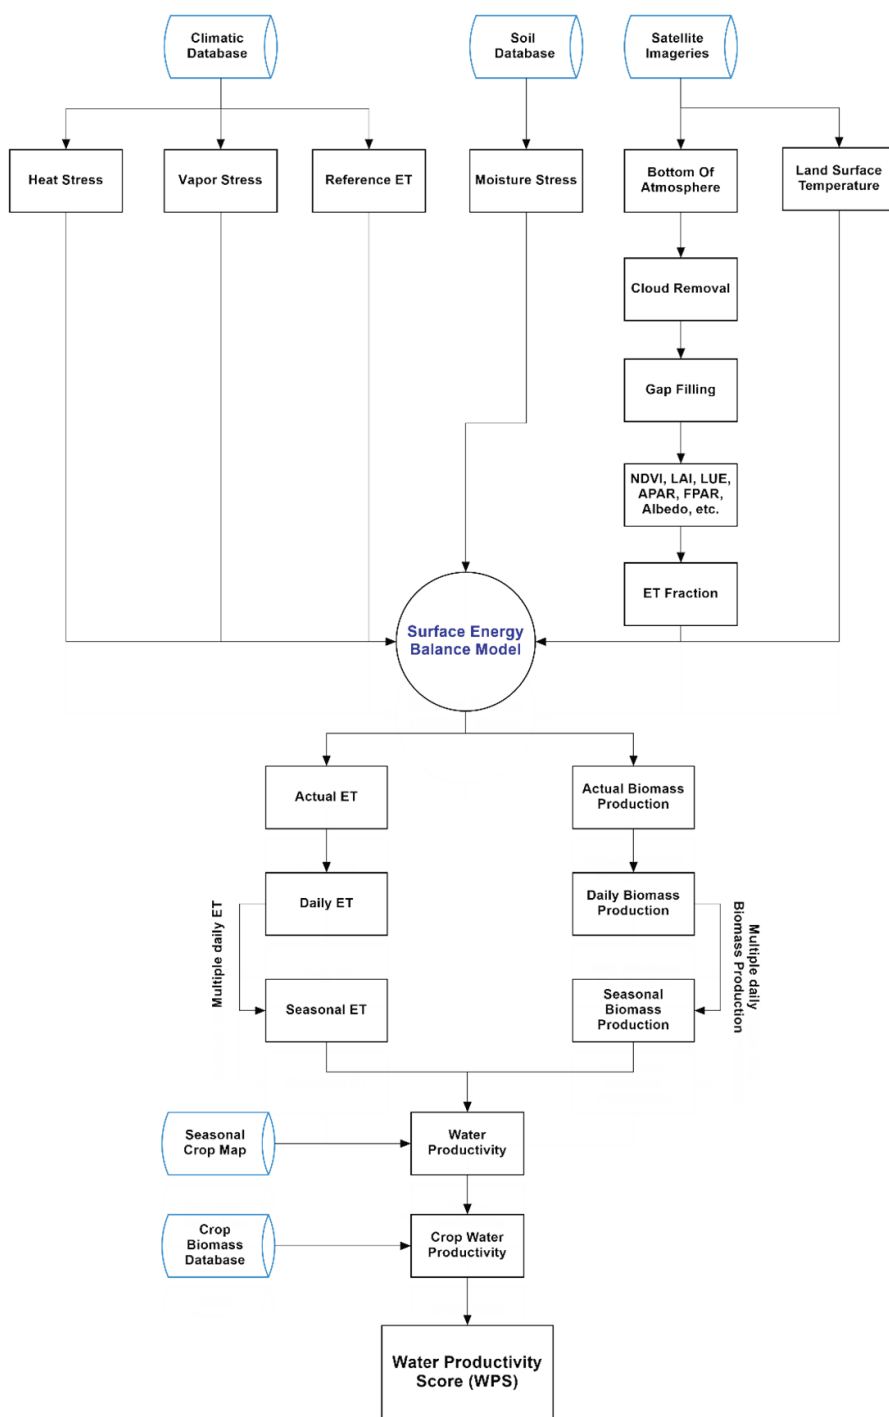 Climatic
Database
Soil
Database
Satellite
Imageries
Heat Stress
Vapor Stress
Reference ET
Moisture Stress
Bottom Of
Atmosphere
Land Surface
Temperature
Cloud Removal
Gap Filling
NDVI, LAI, LUE,
APAR, FPAR,
Albedo, etc.
ET Fraction
Surface Energy
Balance Model
Actual ET
Actual Biomass
Production
Daily ET
Daily Biomass
Production
Multiple daily ET
Multiple daily
Biomass Production
Seasonal ET
Seasonal
Biomass
Production
Seasonal
Crop Map
Water
Productivity
Crop
Biomass
Database
Crop Water
Productivity
Water Productivity
Score (WPS)